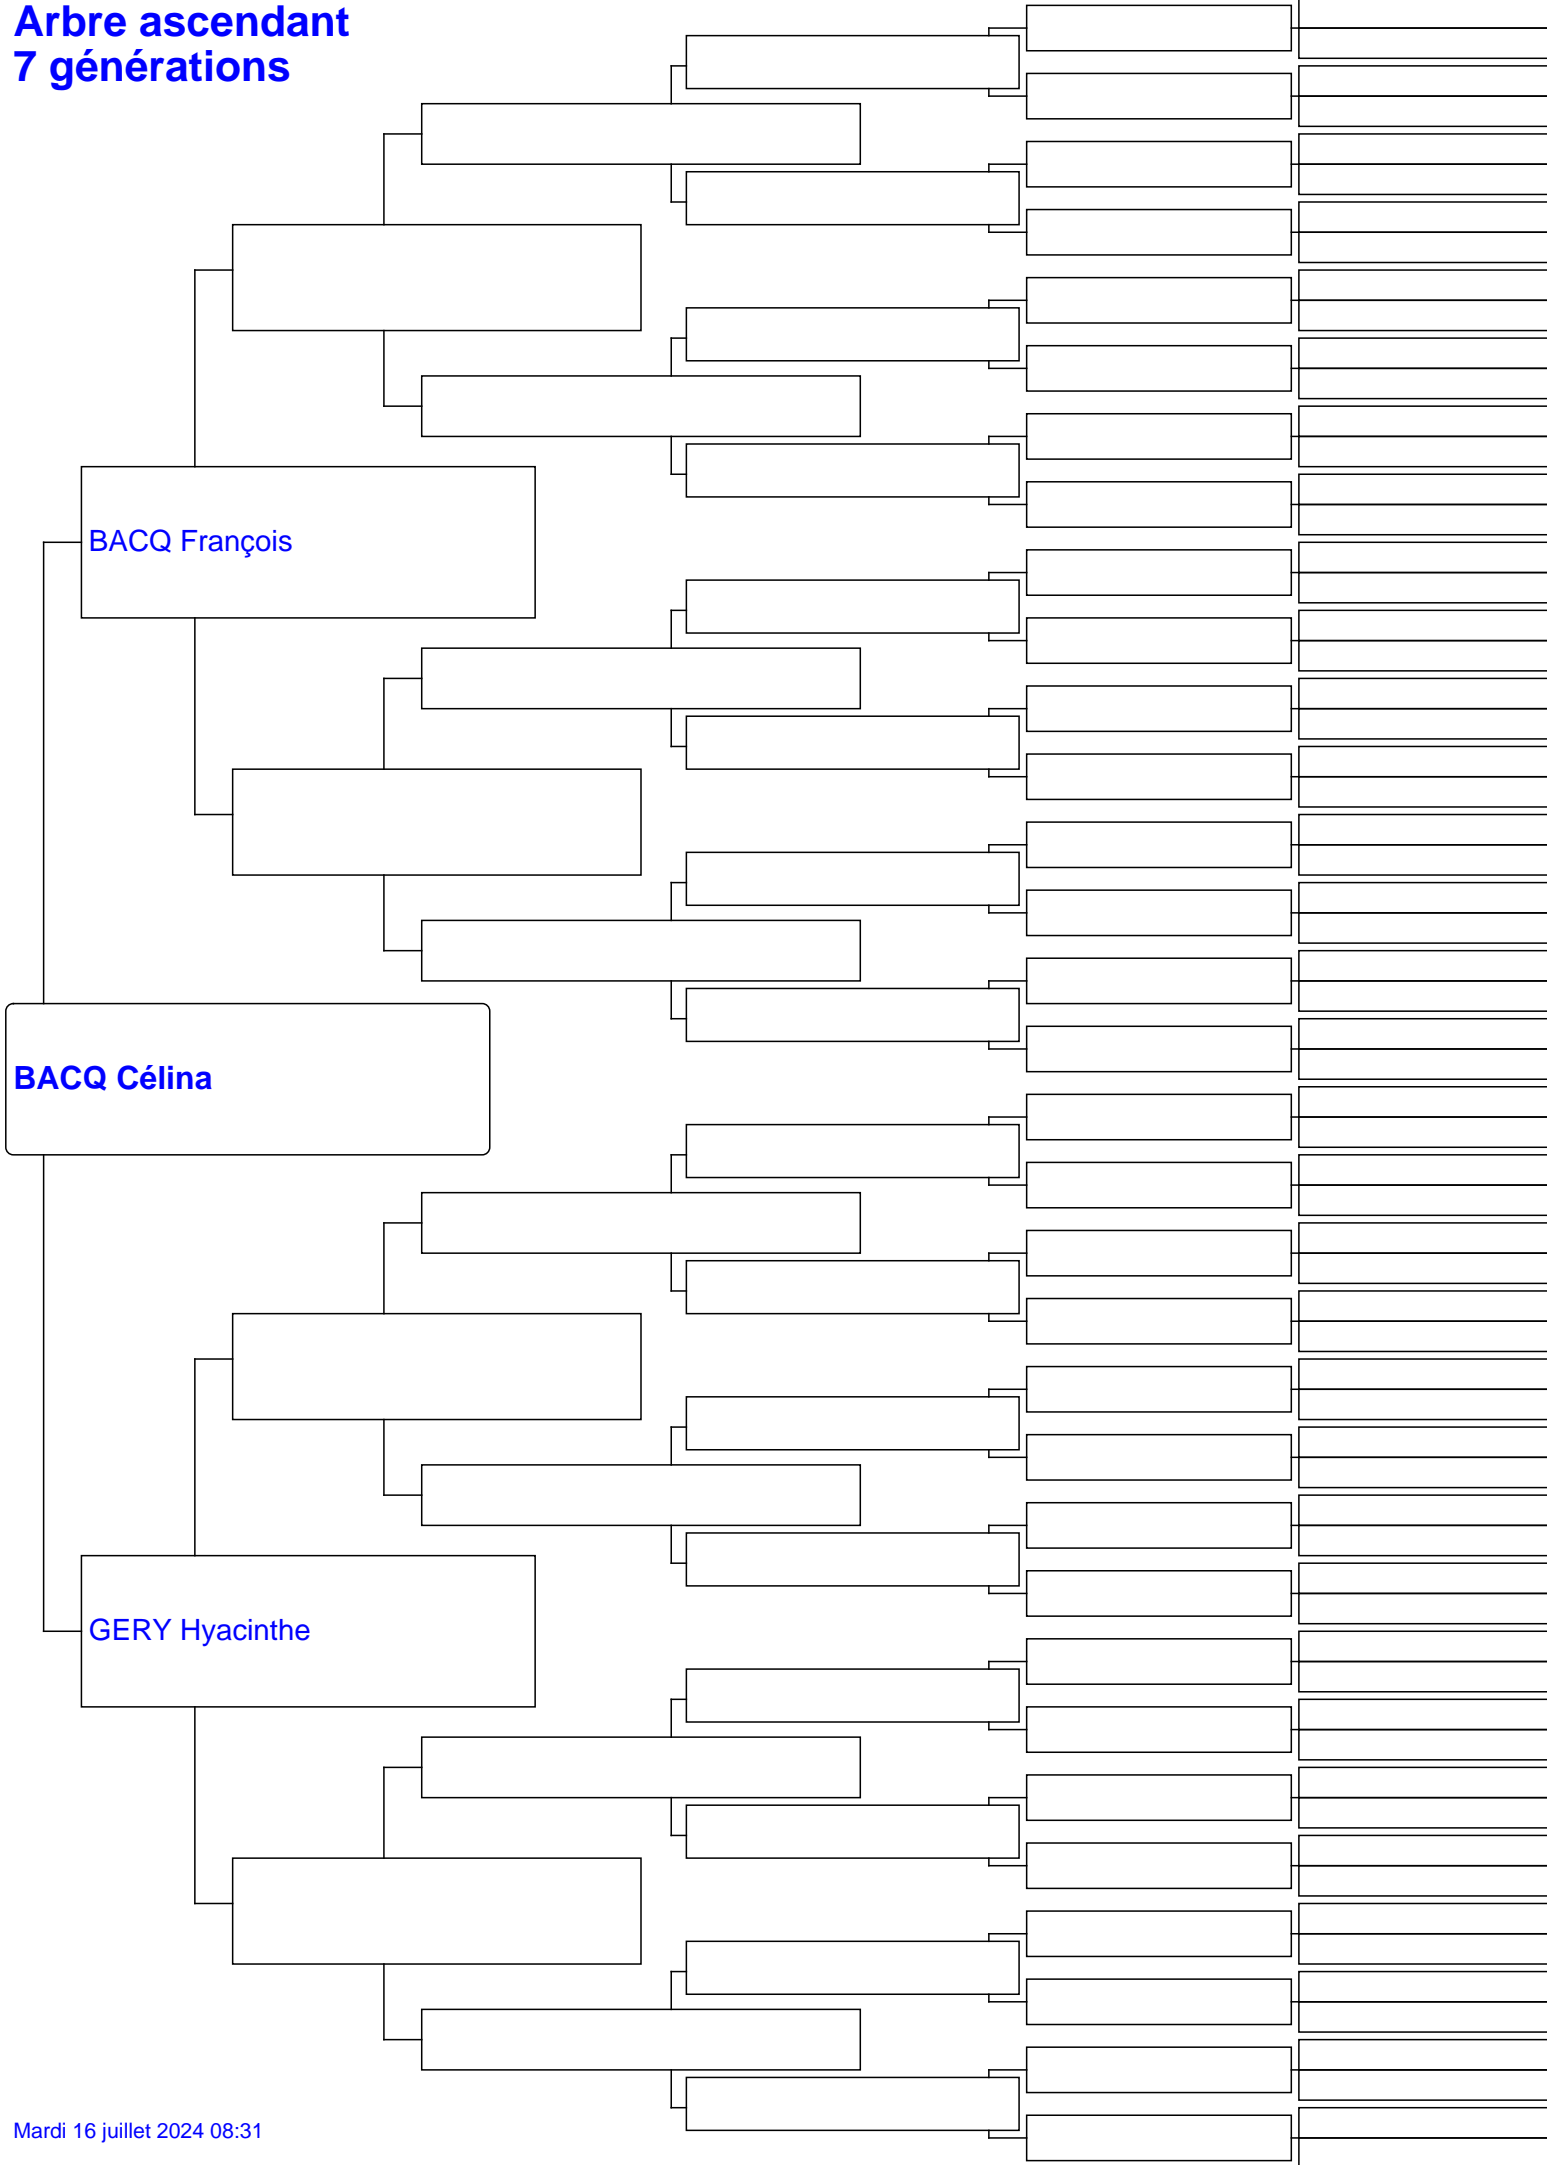 Arbre ascendant
7 générations
BACQ François
BACQ Célina
GERY Hyacinthe
Mardi 16 juillet 2024 08:31